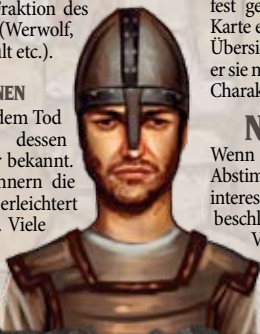 Fraktion des
(Werwolf,
ult etc.).
NEN
dem Tod
dessen
bekannt.
nnern die
erleichtert
. Viele
fest ge
Karte e
Übersi
er sie n
Charak
N
Wenn
Abstim
interes
beschl
V